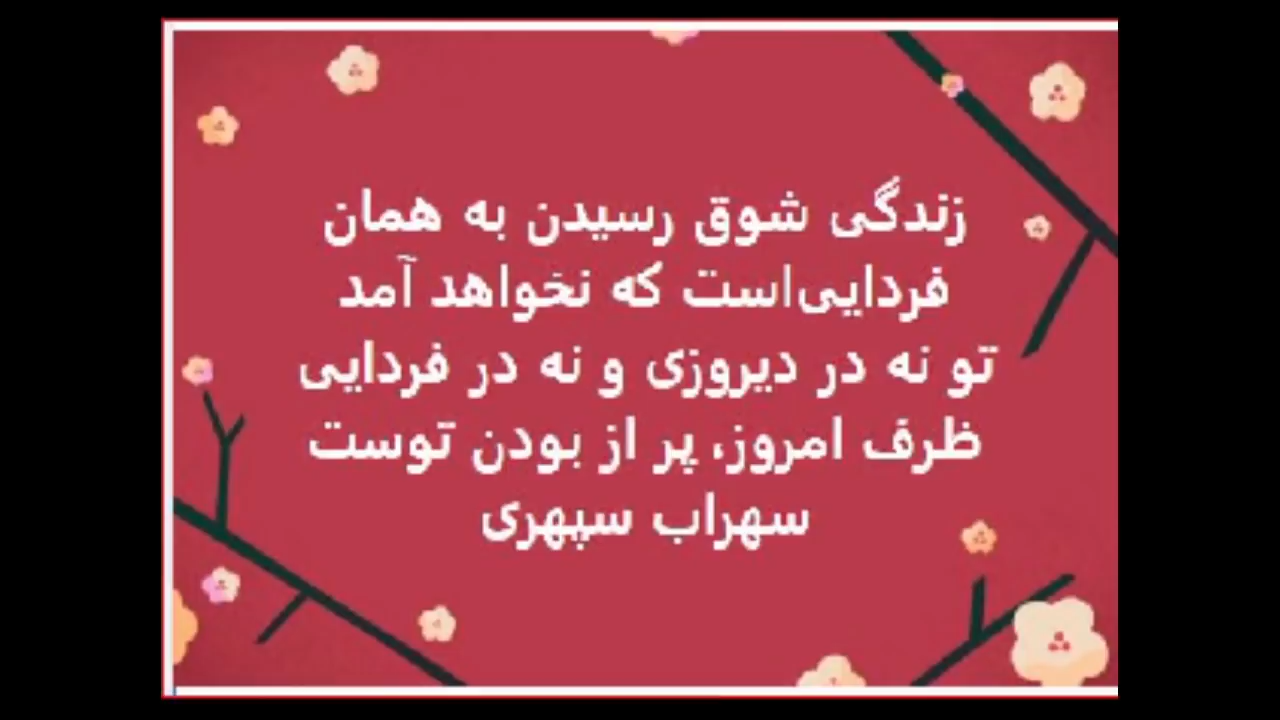 زندگی شوق رسیدن به همان
فردایی‌است که نخواهد آمد
تو نه در دیروزی و نه در فردایی
ظرف امروز، پر از بودن توست
سهراب سپهری